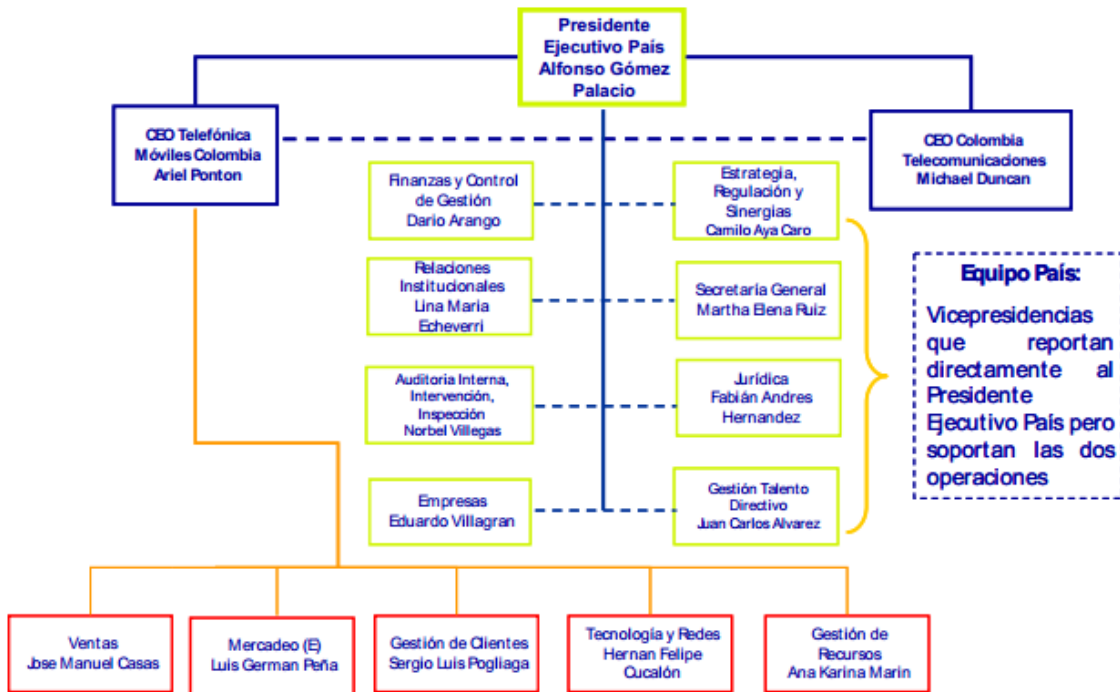 Presidente
Ejecutivo País
Alfonso Gómez
Palacio
CEO Telefónica
Móviles Colombia
Ariel Ponton
CEO Colombia
Telecomunicaciones
Michael Duncan
Finanzas y Control
de Gestión
Dario Arango
Estrategia,
Regulación y
Sinergias
Camilo Aya Caro
Relaciones
Institucionales
Lina Maria
Echeverri
Secretaría General
Martha Elena Ruiz
Auditoria Interna,
Intervención,
Inspección
Norbel Villegas
Jurídica
Fabián Andres
Hernandez
Empresas
Eduardo Villagran
Gestión Talento
Directivo
Juan Carlos Alvarez
Equipo País:
Vicepresidencias
que reportan
directamente al
Presidente
Ejecutivo País pero
soportan las dos
operaciones
Ventas
Jose Manuel Casas
Mercadeo (E)
Luis German Peña
Gestión de Clientes
Sergio Luis Pogliaga
Tecnología y Redes
Hernan Felipe
Cucalón
Gestión de
Recursos
Ana Karina Marin